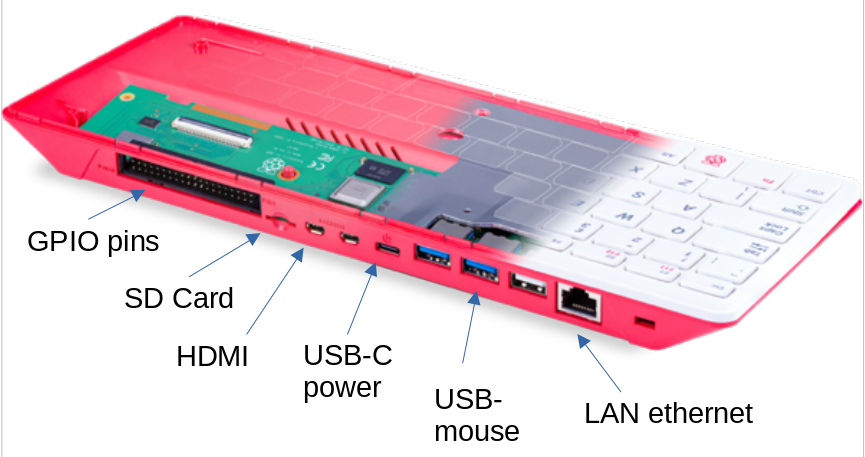 GPIO pins
SD Card
HDMI
USB-C
power
USB-
mouse
LAN ethernet